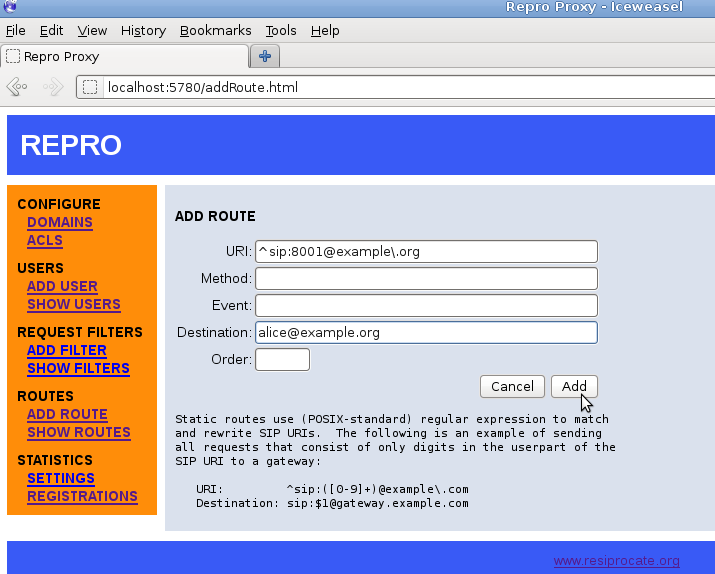 Repro Proxy - Iceweasel
File Edit View History Bookmarks Tools Help
Repro Proxy
localhost:5780/addRoute.html
REPRO
CONFIGURE
DOMAINS
ACLS
USERS
ADD USER
SHOW USERS
REQUEST FILTERS
ADD FILTER
SHOW FILTERS
ROUTES
ADD ROUTE
SHOW ROUTES
STATISTICS
SETTINGS
REGISTRATIONS
ADD ROUTE
URI: ^sip:8001@example\.org
Method:
Event:
Destination: alice@example.org
Order:
Cancel Add
Static routes use (POSIX-standard) regular expression to match
and rewrite SIP URIs. The following is an example of sending
all requests that consist of only digits in the userpart of the
SIP URI to a gateway:
URI: ^sip:([0-9]+)@example\.com
Destination: sip:$1@gateway.example.com
www.resiprocate.org